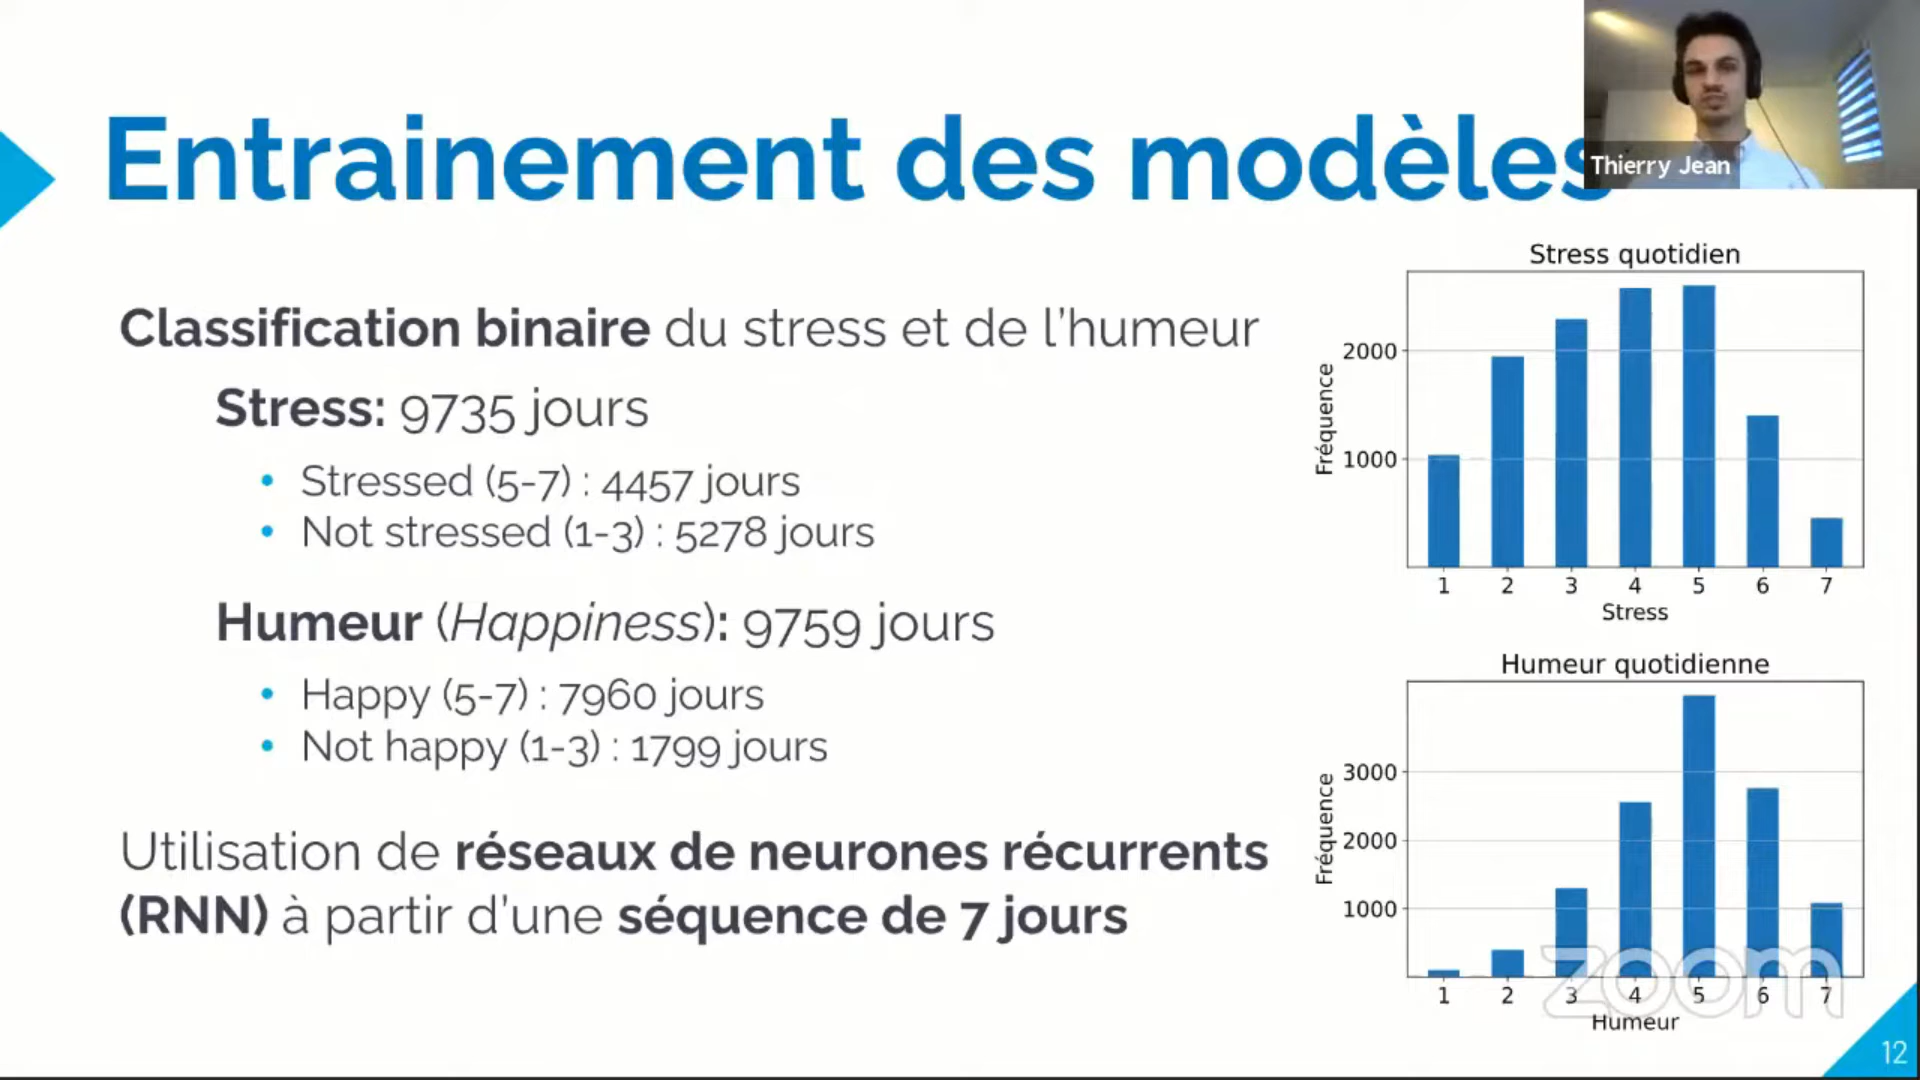 Entrainement des modèles
Thierry Jean
Classification binaire du stress et de l'humeur
Stress: 9735 jours
• Stressed (5-7) : 4457 jours
• Not stressed (1-3) : 5278 jours
Humeur (Happiness): 9759 jours
• Happy (5-7) : 7960 jours
• Not happy (1-3) : 1799 jours
Utilisation de réseaux de neurones récurrents
(RNN) à partir d'une séquence de 7 jours
Stress quotidien
Fréquence
2000
1000
1 2 3 4 5 6 7
Stress
Humeur quotidienne
Fréquence
3000
2000
1000
1 2 3 4 5 6 7
Humeur
zoom
12